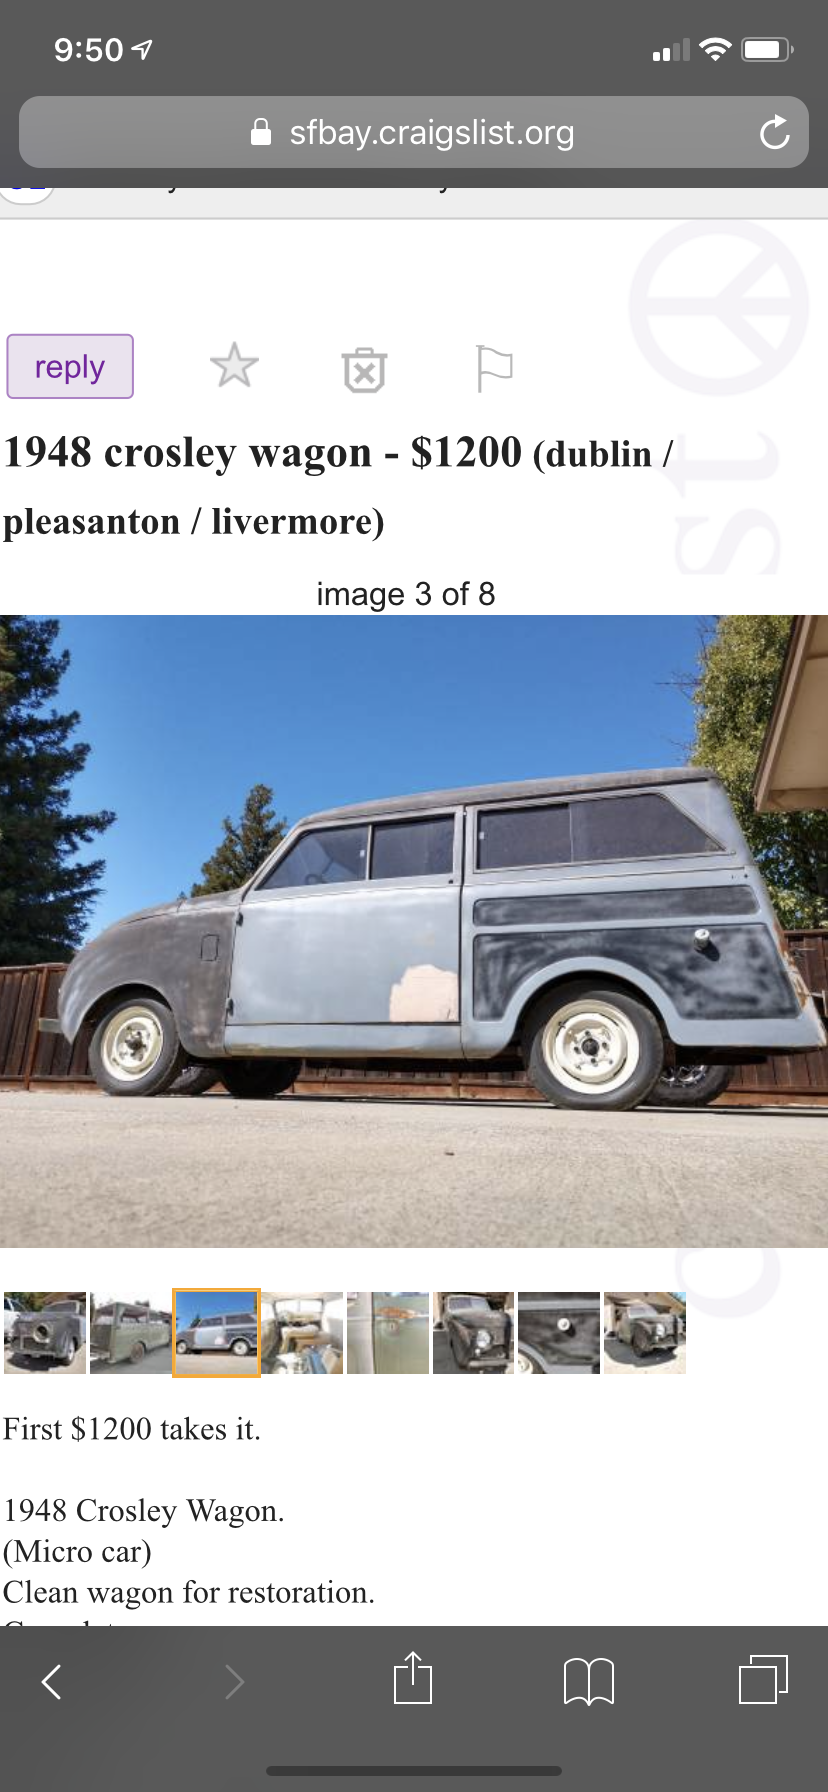 9:50
sfbay.craigslist.org
reply
1948 crosley wagon - $1200 (dublin /
pleasanton / livermore)
image 3 of 8
First $1200 takes it.
1948 Crosley Wagon.
(Micro car)
Clean wagon for restoration.